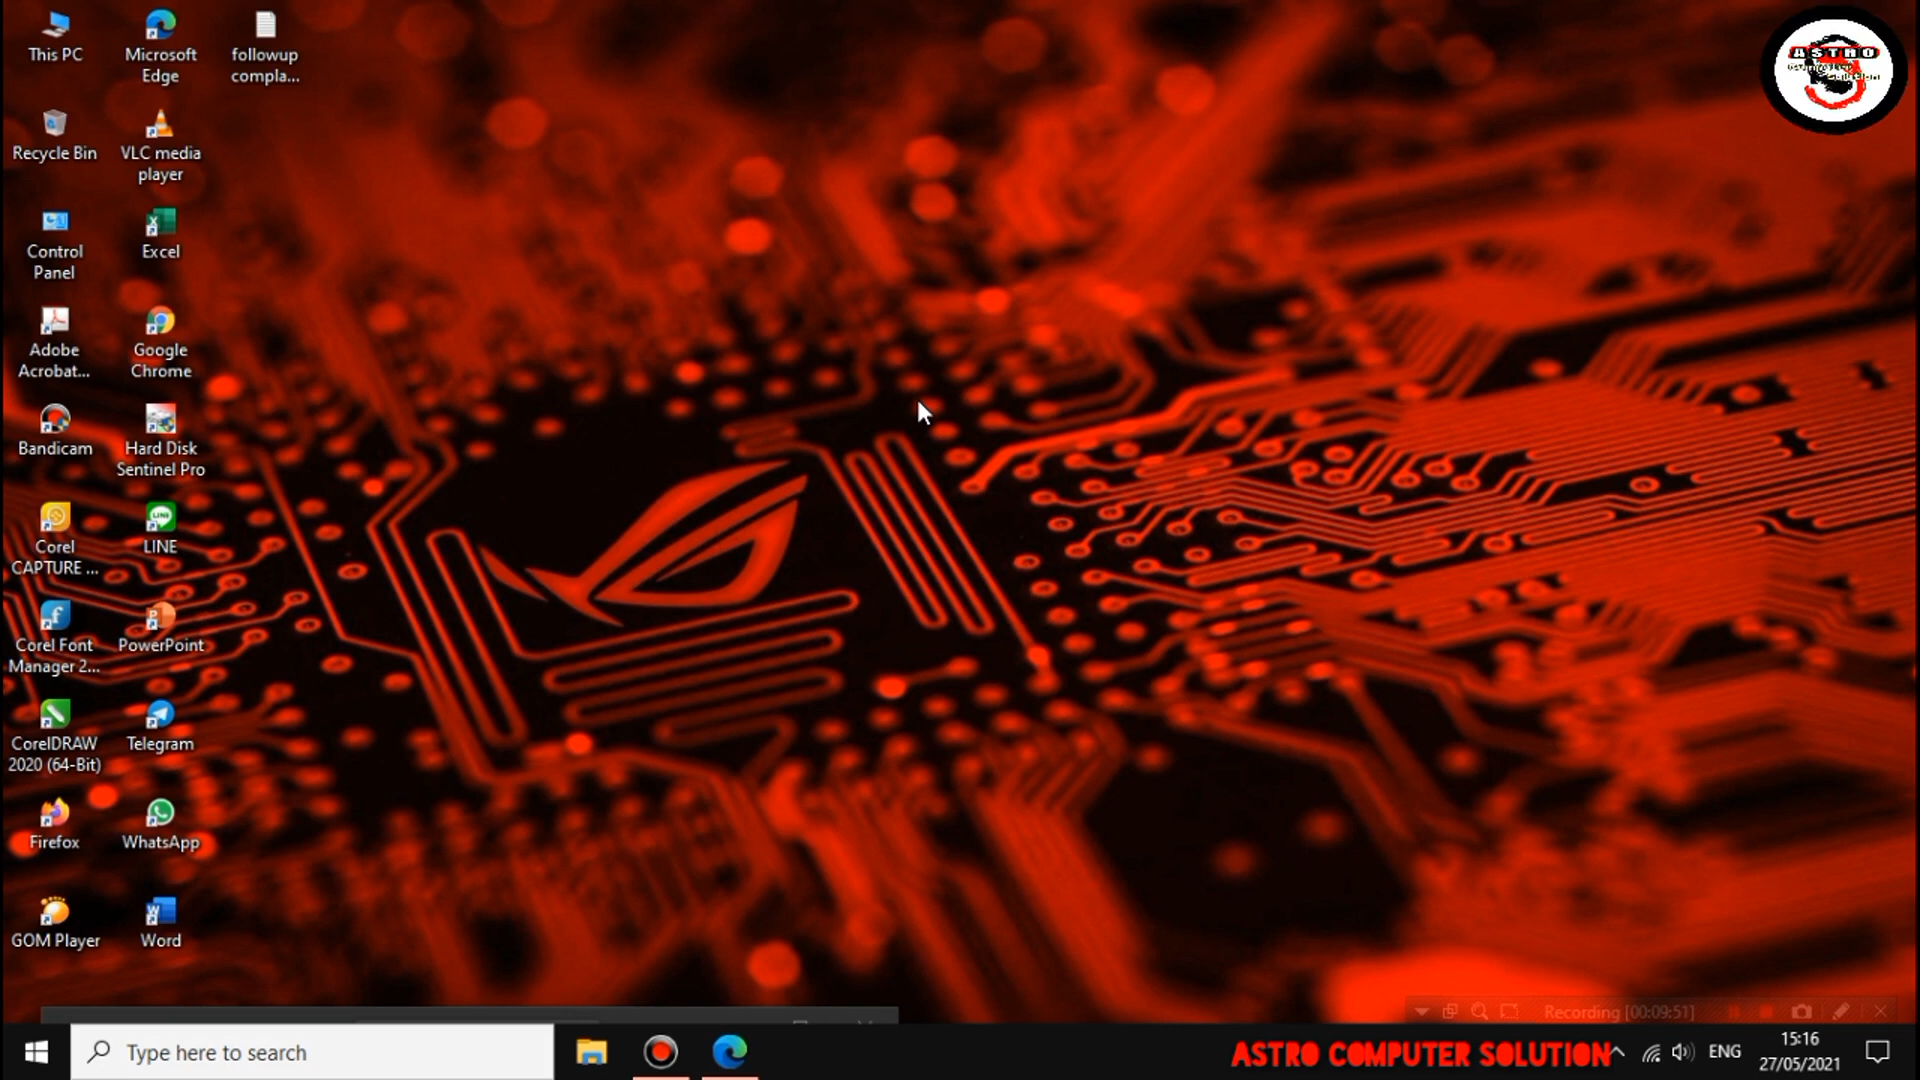 This PC
Microsoft
Edge
followup
compla...
ASTRO
Recycle Bin
VLC media
player
Control
Panel
Excel
Adobe
Acrobat...
Google
Chrome
Bandicam
Hard Disk
Sentinel Pro
Corel
CAPTURE ...
LINE
Corel Font
Manager 2...
PowerPoint
CorelDRAW
2020 (64-Bit)
Telegram
Firefox
WhatsApp
GOM Player
Word
Recording [00:09:51]
Type here to search
ASTRO COMPUTER SOLUTION
ENG
15:16
27/05/2021